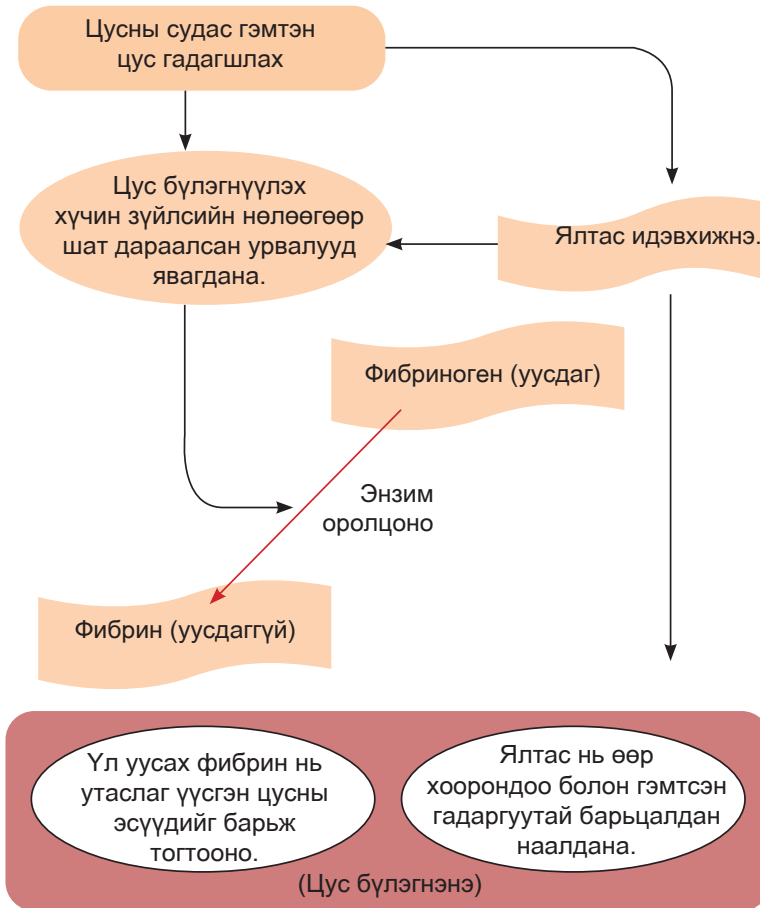 Цусны судас гэмтэн
цус гадагшлах
Цус бүлэгнүүлэх
хүчин зүйлсийн нөлөөгөөр
шат дараалсан урвалууд
явагдана.
Ялтас идэвхижнэ.
Фибриноген (уусдаг)
Энзим
оролцоно
Фибрин (уусдаггүй)
Үл уусах фибрин нь
утаслаг үүсгэн цусны
эсүүдийг барьж
тогтооно.
Ялтас нь өөр
хоорондоо болон гэмтсэн
гадаргуутай барьцалдан
наалдана.
(Цус бүлэгнэнэ)